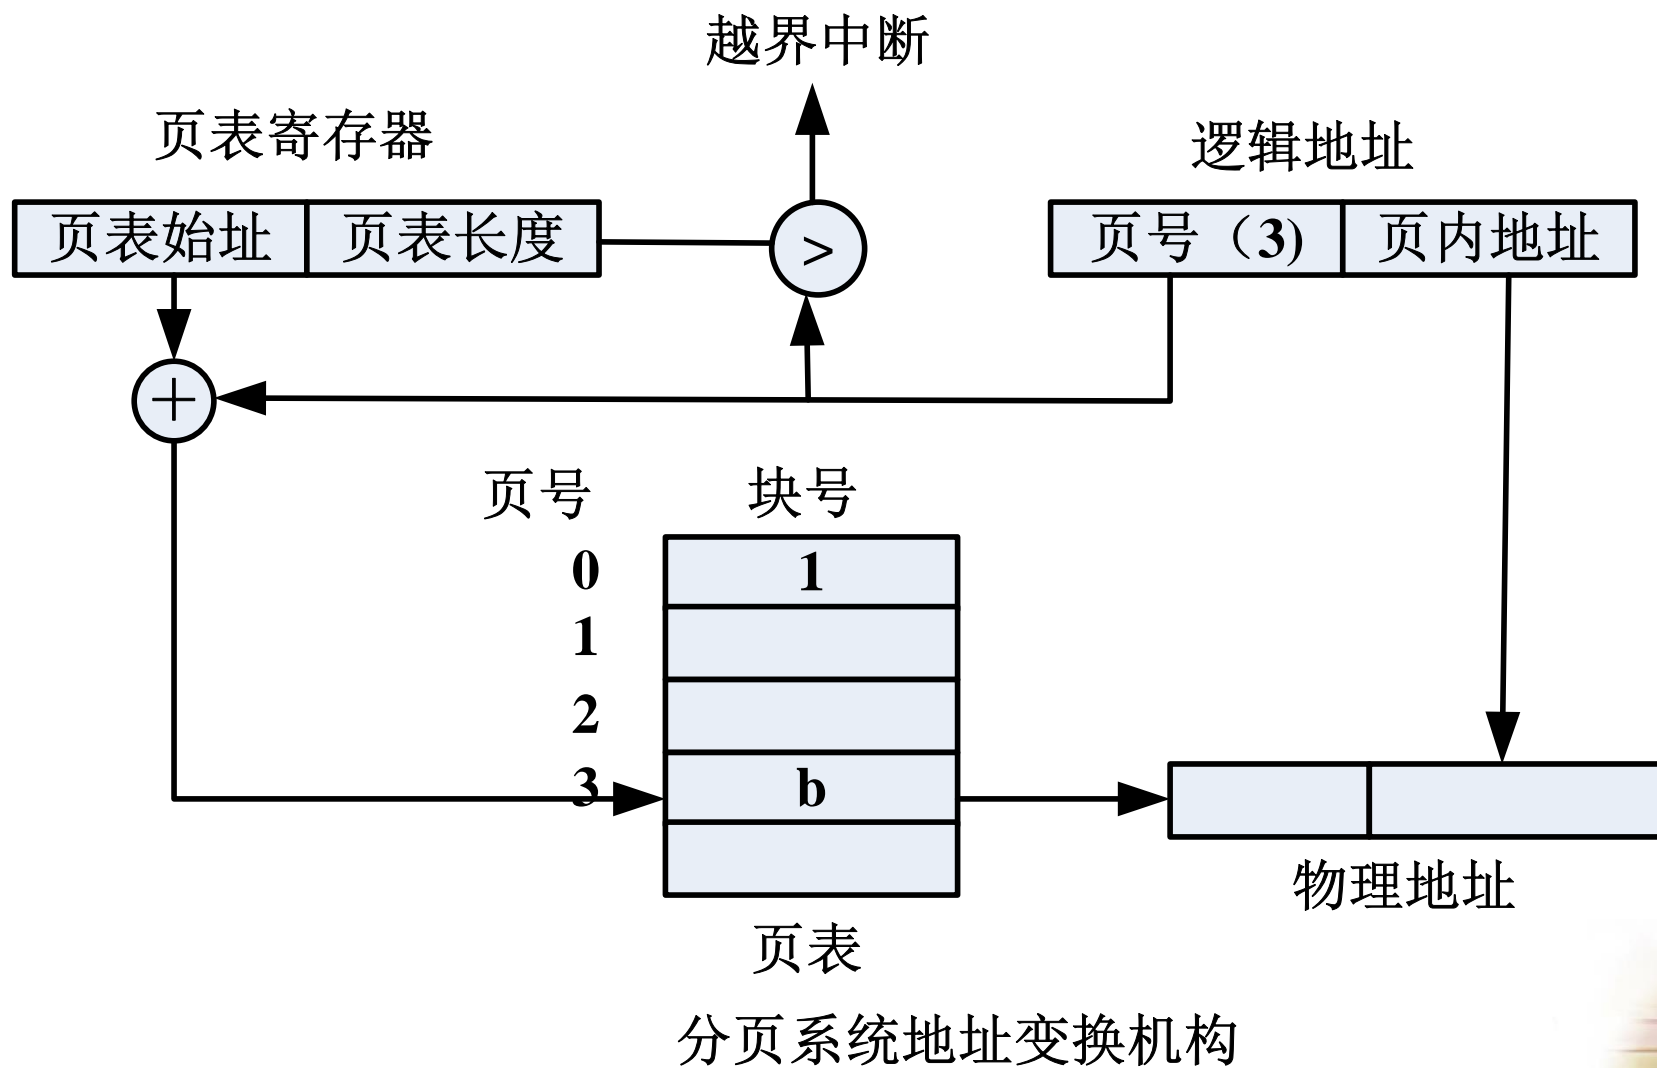 越界中断
页表寄存器
逻辑地址
页表始址 页表长度
>
页号（3) 页内地址
+
页号 块号
0 1
1
2
3 b
物理地址
页表
分页系统地址变换机构